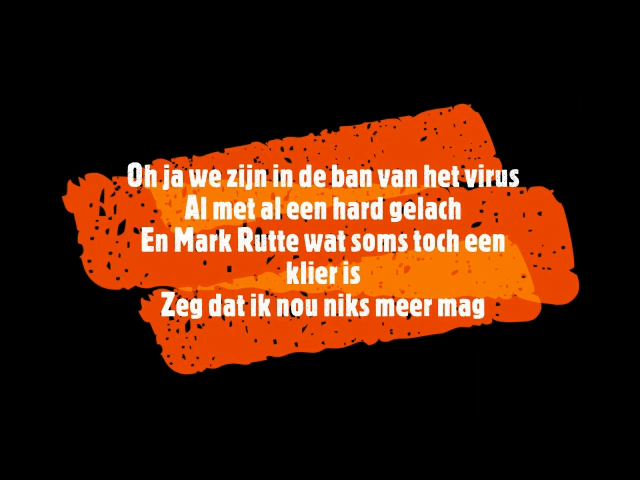 Oh ja we zijn in de ban van het virus
Al met al een hard gelach
En Mark Rutte wat soms toch een
klier is
Zeg dat ik nou niks meer mag